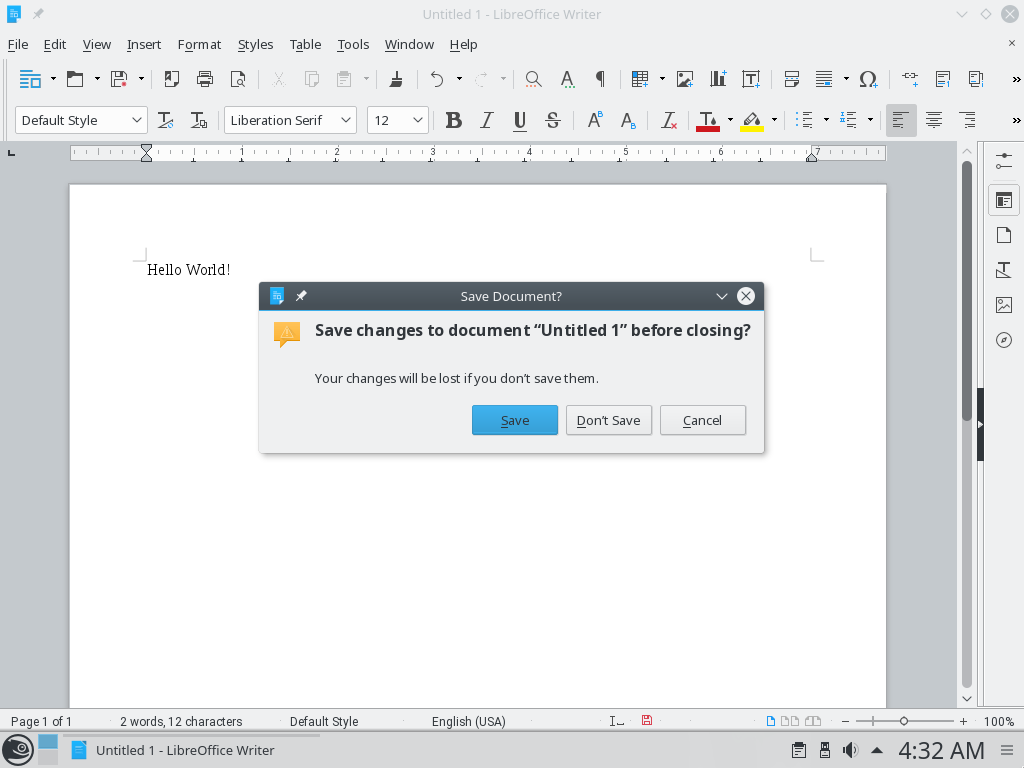 Untitled 1 - LibreOffice Writer
File Edit View Insert Format Styles Table Tools Window Help
Default Style Liberation Serif 12
1 2 3 4 5 6 7
Hello World!
Save Document?
Save changes to document “Untitled 1” before closing?
Your changes will be lost if you don’t save them.
Save Don’t Save Cancel
Page 1 of 1 2 words, 12 characters Default Style English (USA) 100%
Untitled 1 - LibreOffice Writer 4:32 AM